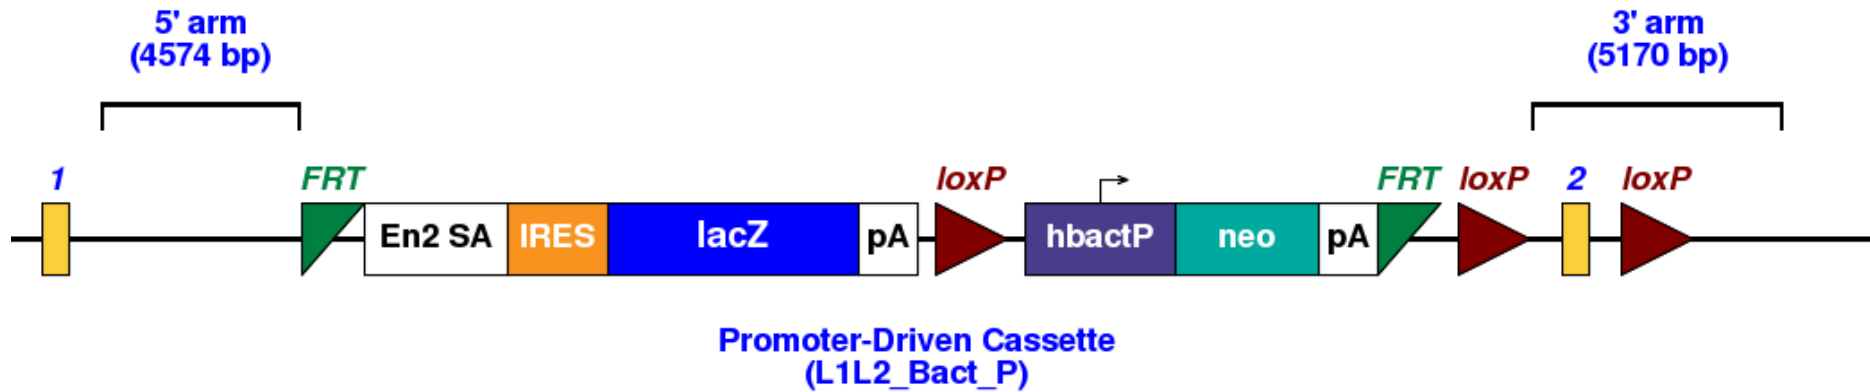 5' arm
(4574 bp)
3' arm
(5170 bp)
1
FRT
loxP
FRT
loxP
2
loxP
En2 SA
IRES
lacZ
pA
hbactP
neo
pA
Promoter-Driven Cassette
(L1L2_Bact_P)